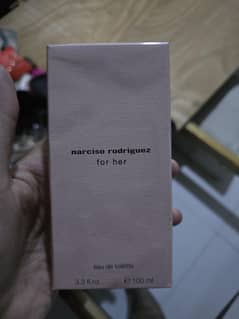 narciso rodriguez
for her
eau de toilette
3.3 fl.oz. e 100 ml